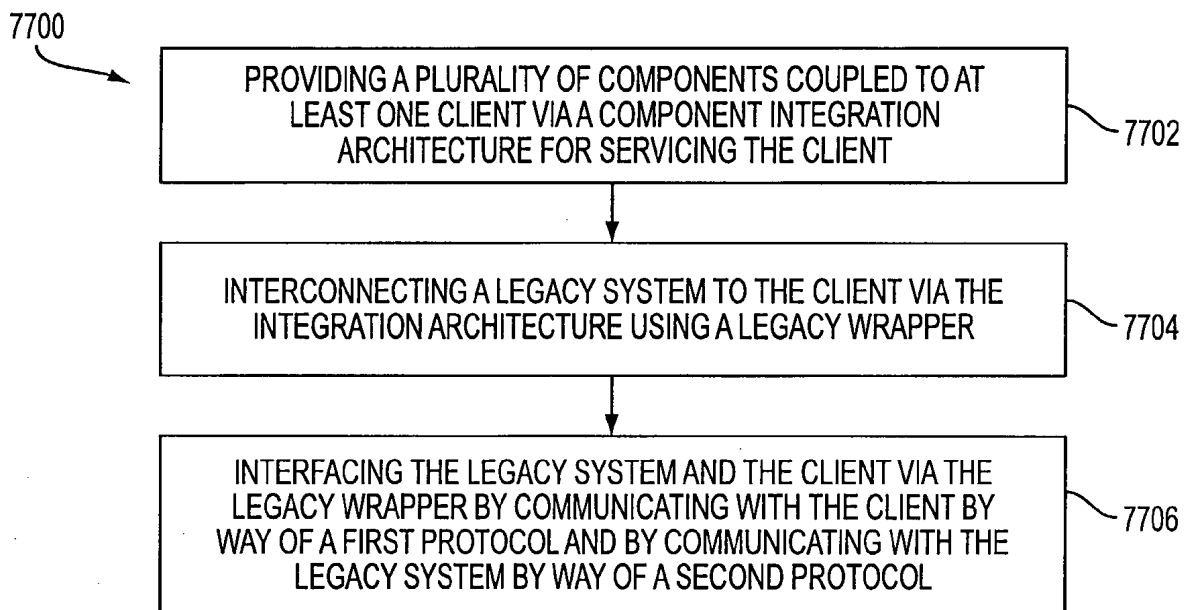 7700
PROVIDING A PLURALITY OF COMPONENTS COUPLED TO AT
LEAST ONE CLIENT VIA A COMPONENT INTEGRATION
ARCHITECTURE FOR SERVICING THE CLIENT
7702
INTERCONNECTING A LEGACY SYSTEM TO THE CLIENT VIA THE
INTEGRATION ARCHITECTURE USING A LEGACY WRAPPER
7704
INTERFACING THE LEGACY SYSTEM AND THE CLIENT VIA THE
LEGACY WRAPPER BY COMMUNICATING WITH THE CLIENT BY
WAY OF A FIRST PROTOCOL AND BY COMMUNICATING WITH THE
LEGACY SYSTEM BY WAY OF A SECOND PROTOCOL
7706